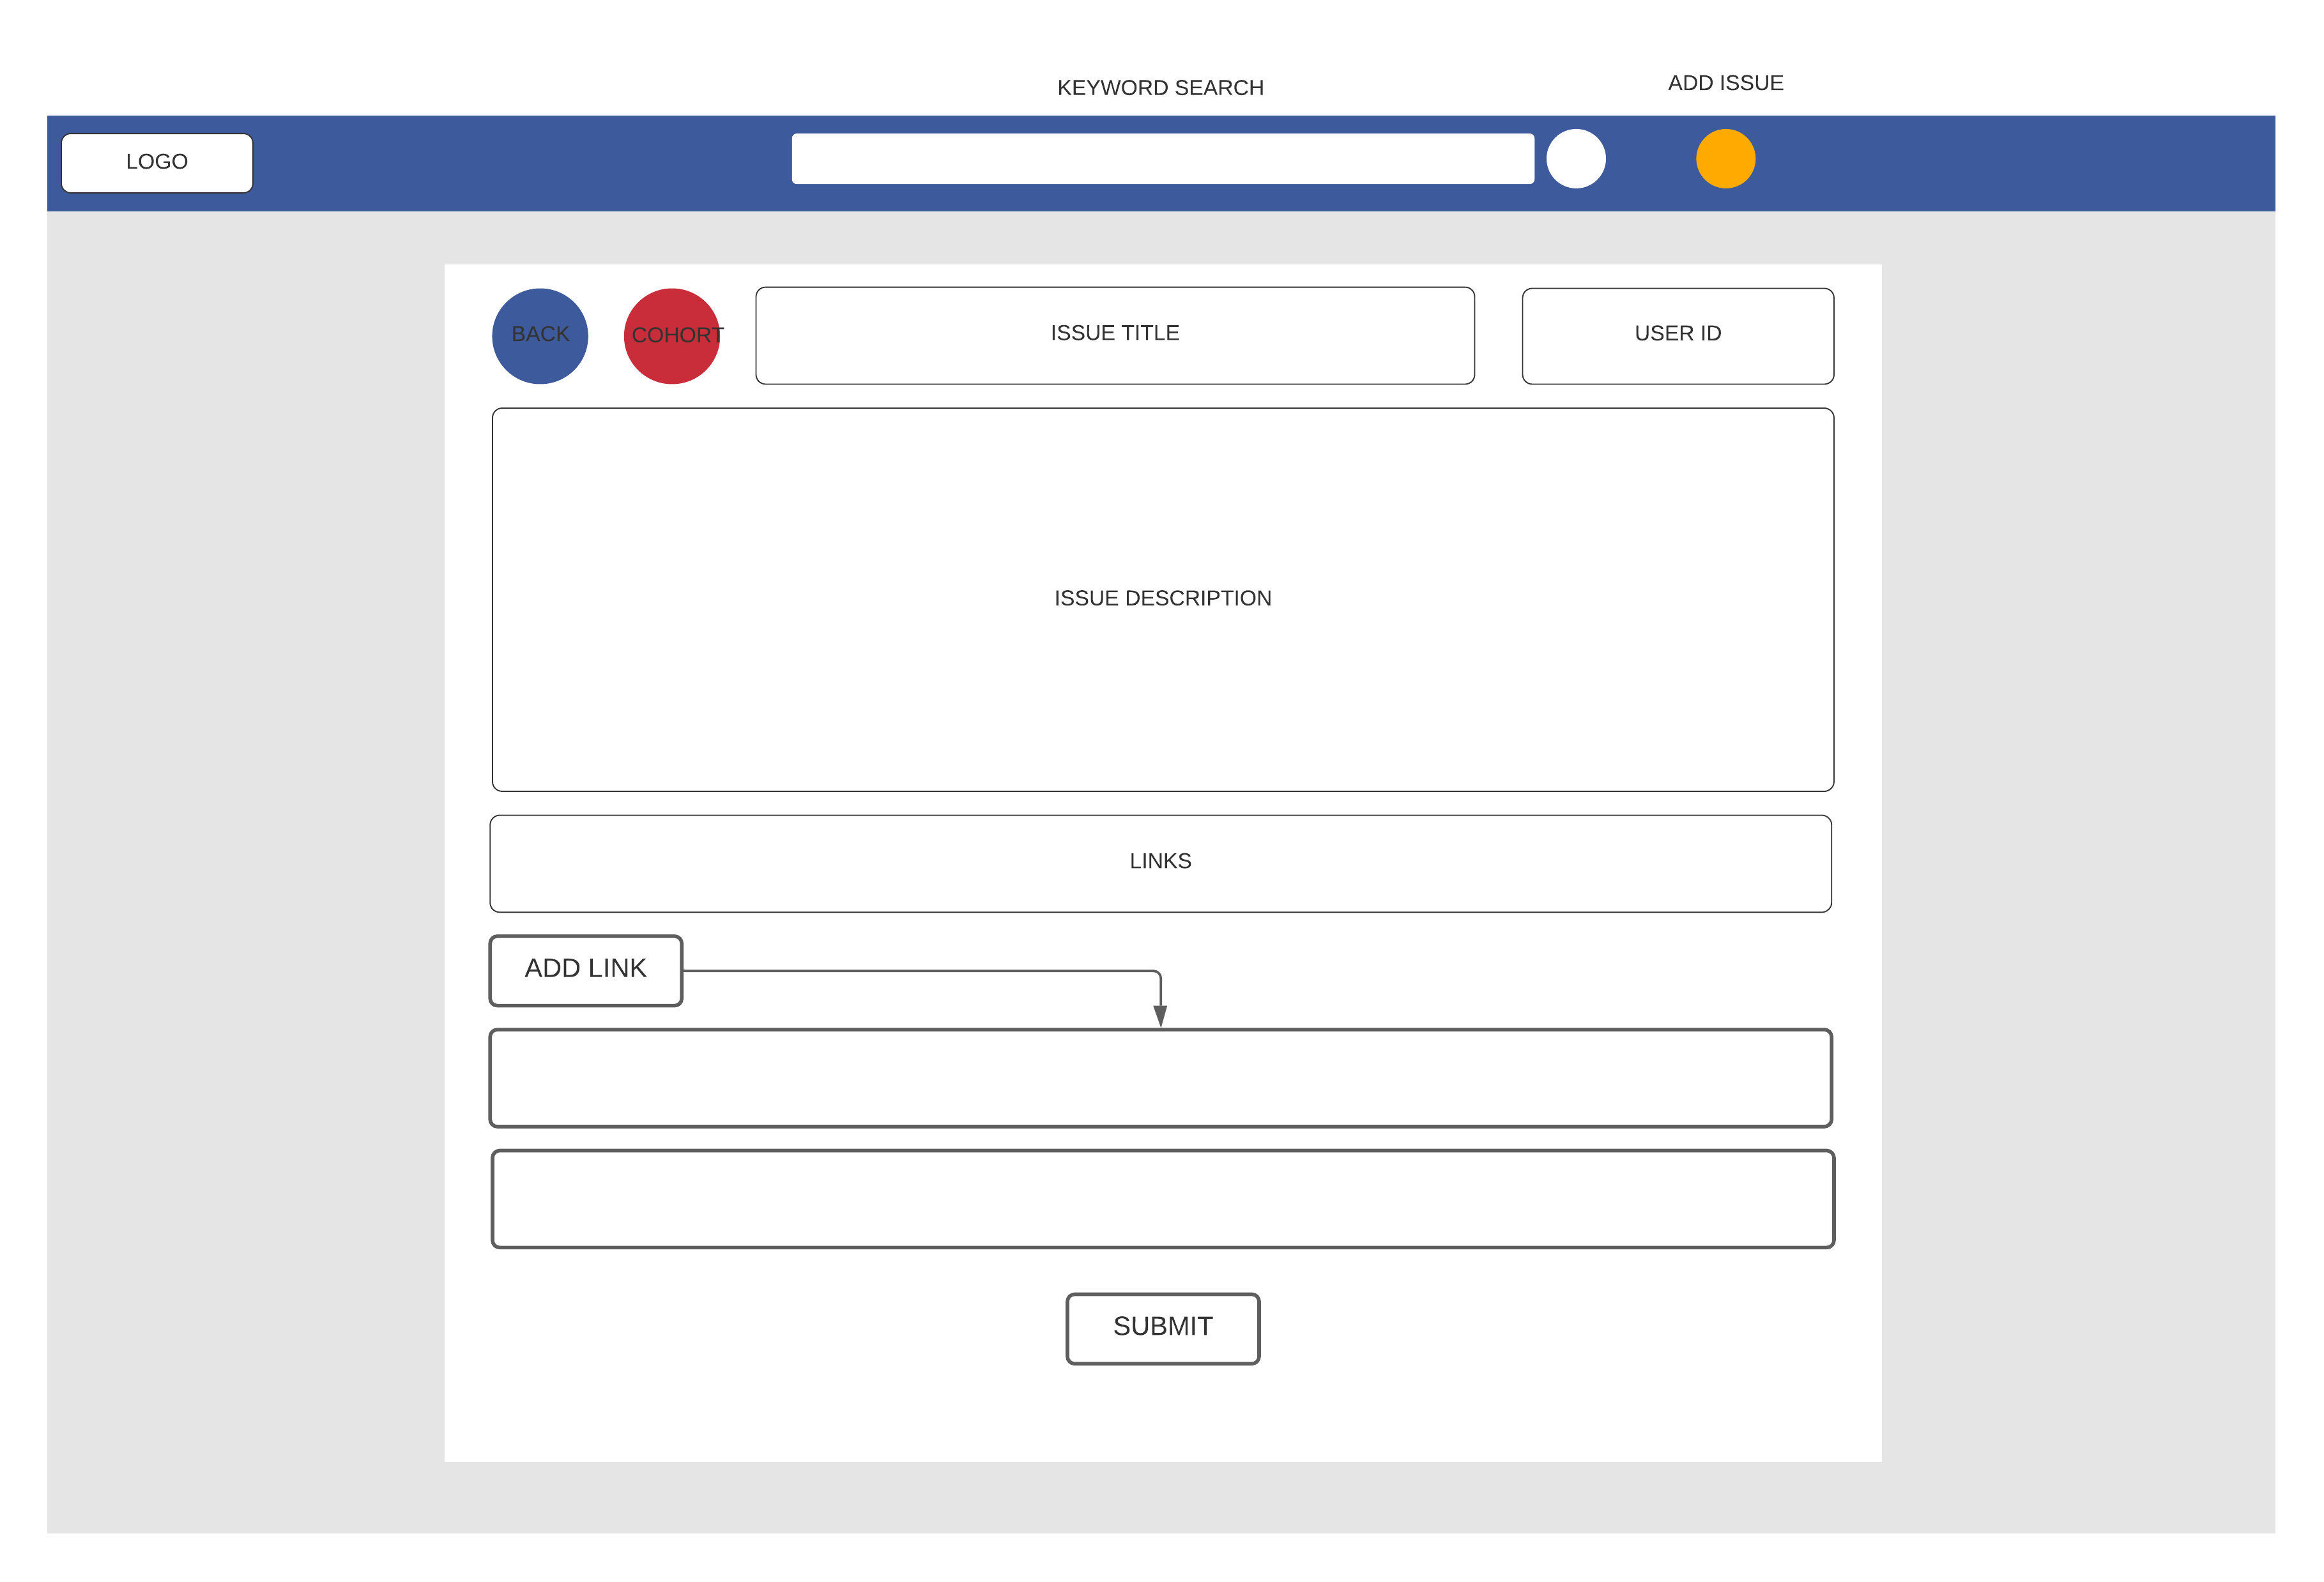 KEYWORD SEARCH
ADD ISSUE
LOGO
BACK
COHORT
ISSUE TITLE
USER ID
ISSUE DESCRIPTION
LINKS
ADD LINK
SUBMIT